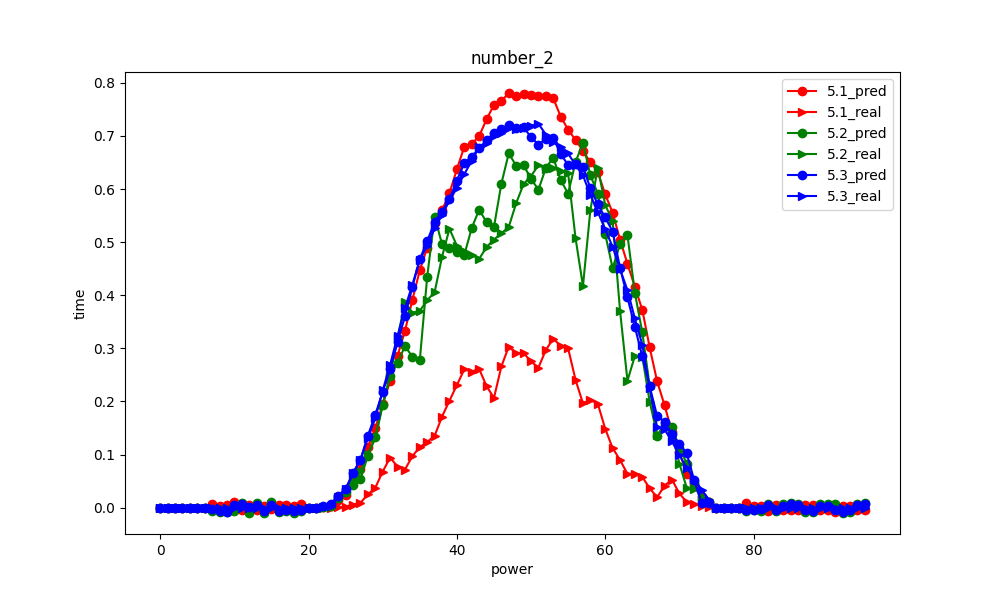 number_2
5.1_pred
5.1_real
5.2_pred
5.2_real
5.3_pred
5.3_real
0.8
0.7
0.6
0.5
0.4
0.3
0.2
0.1
0.0
time
0 20 40 60 80
power